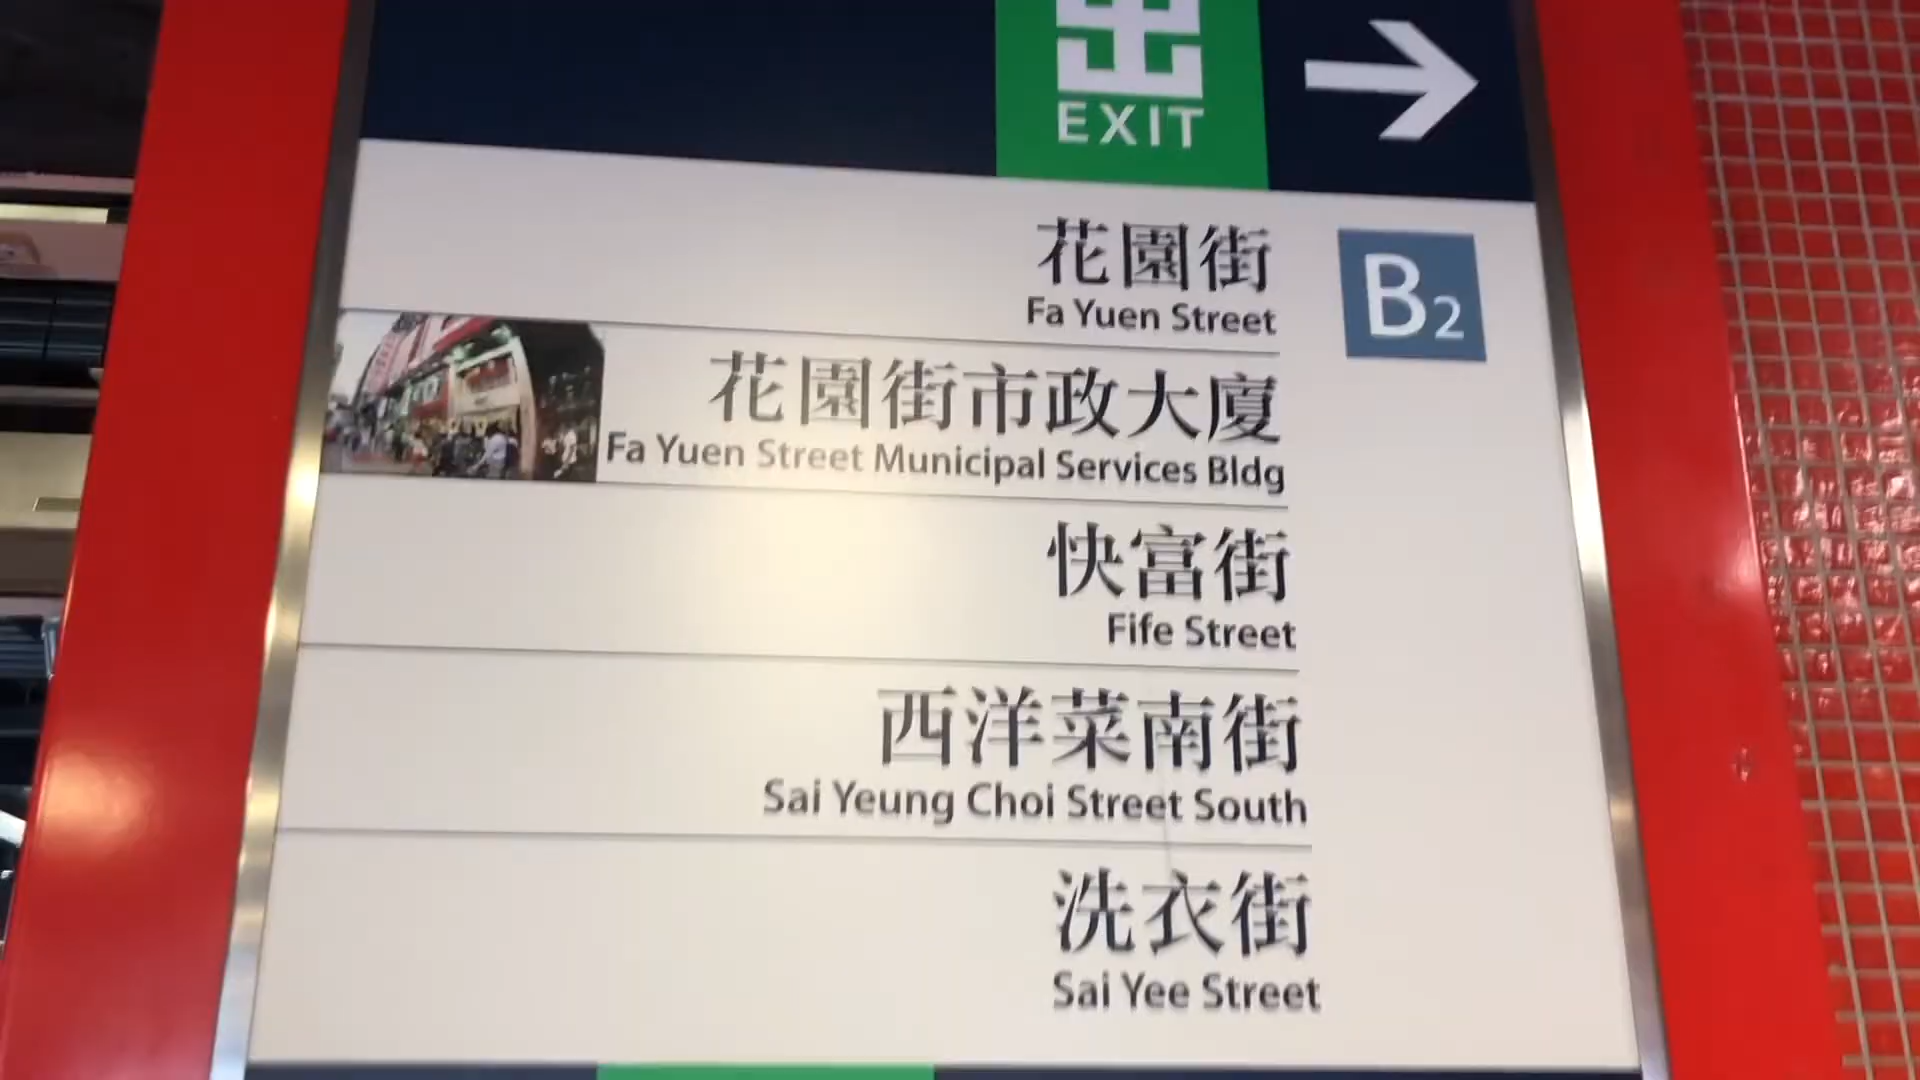 出
EXIT
花園街
Fa Yuen Street
B2
花園街市政大廈
Fa Yuen Street Municipal Services Bldg
快富街
Fife Street
西洋菜南街
Sai Yeung Choi Street South
洗衣街
Sai Yee Street